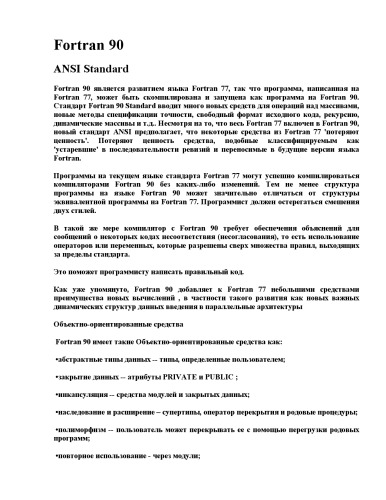 Fortran 90
ANSI Standard
Fortran 90 является развитием языка Fortran 77, так что программа, написанная на
Fortran 77, может быть скомпилирована и запущена как программа на Fortran 90.
Стандарт Fortran 90 Standard вводит много новых средств для операций над массивами,
новые методы спецификации точности, свободный формат исходного кода, рекурсию,
динамические массивы и т.д.. Несмотря на то, что весь Fortran 77 включен в Fortran 90,
новый стандарт ANSI предполагает, что некоторые средства из Fortran 77 'потеряют
ценность'. Потеряют ценность средства, подобные классифицируемым как
'устаревшие' в последовательности ревизий и переносимые в будущие версии языка
Fortran.
Программы на текущем языке стандарта Fortran 77 могут успешно компилироваться
компиляторами Fortran 90 без каких-либо изменений. Тем не менее структура
программы на языке Fortran 90 может значительно отличаться от структуры
эквивалентной программы на Fortran 77. Программист должен остерегаться смешения
двух стилей.
В такой же мере компилятор с Fortran 90 требует обеспечения объяснений для
сообщений о некоторых кодах несоответствия (несогласования), то есть использование
операторов или переменных, которые разрешены сверх множества правил, выходящих
за пределы стандарта.
Это поможет программисту написать правильный код.
Как уже упомянуто, Fortran 90 добавляет к Fortran 77 небольшими средствами
преимущества новых вычислений , в частности такого развития как новых важных
динамических структур данных введения в параллельные архитектуры
Объектно-ориентированные средства
Fortran 90 имеет такие Объектно-ориентированные средства как:
•абстрактные типы данных -- типы, определенные пользователем;
•закрытие данных -- атрибуты PRIVATE и PUBLIC ;
•инкапсуляция -- средства модулей и закрытых данных;
•наследование и расширение – супертипы, оператор перекрытия и родовые процедуры;
•полиморфизм -- пользователь может перекрывать ее с помощью перегрузки родовых
программ;
•повторное использование - через модули;